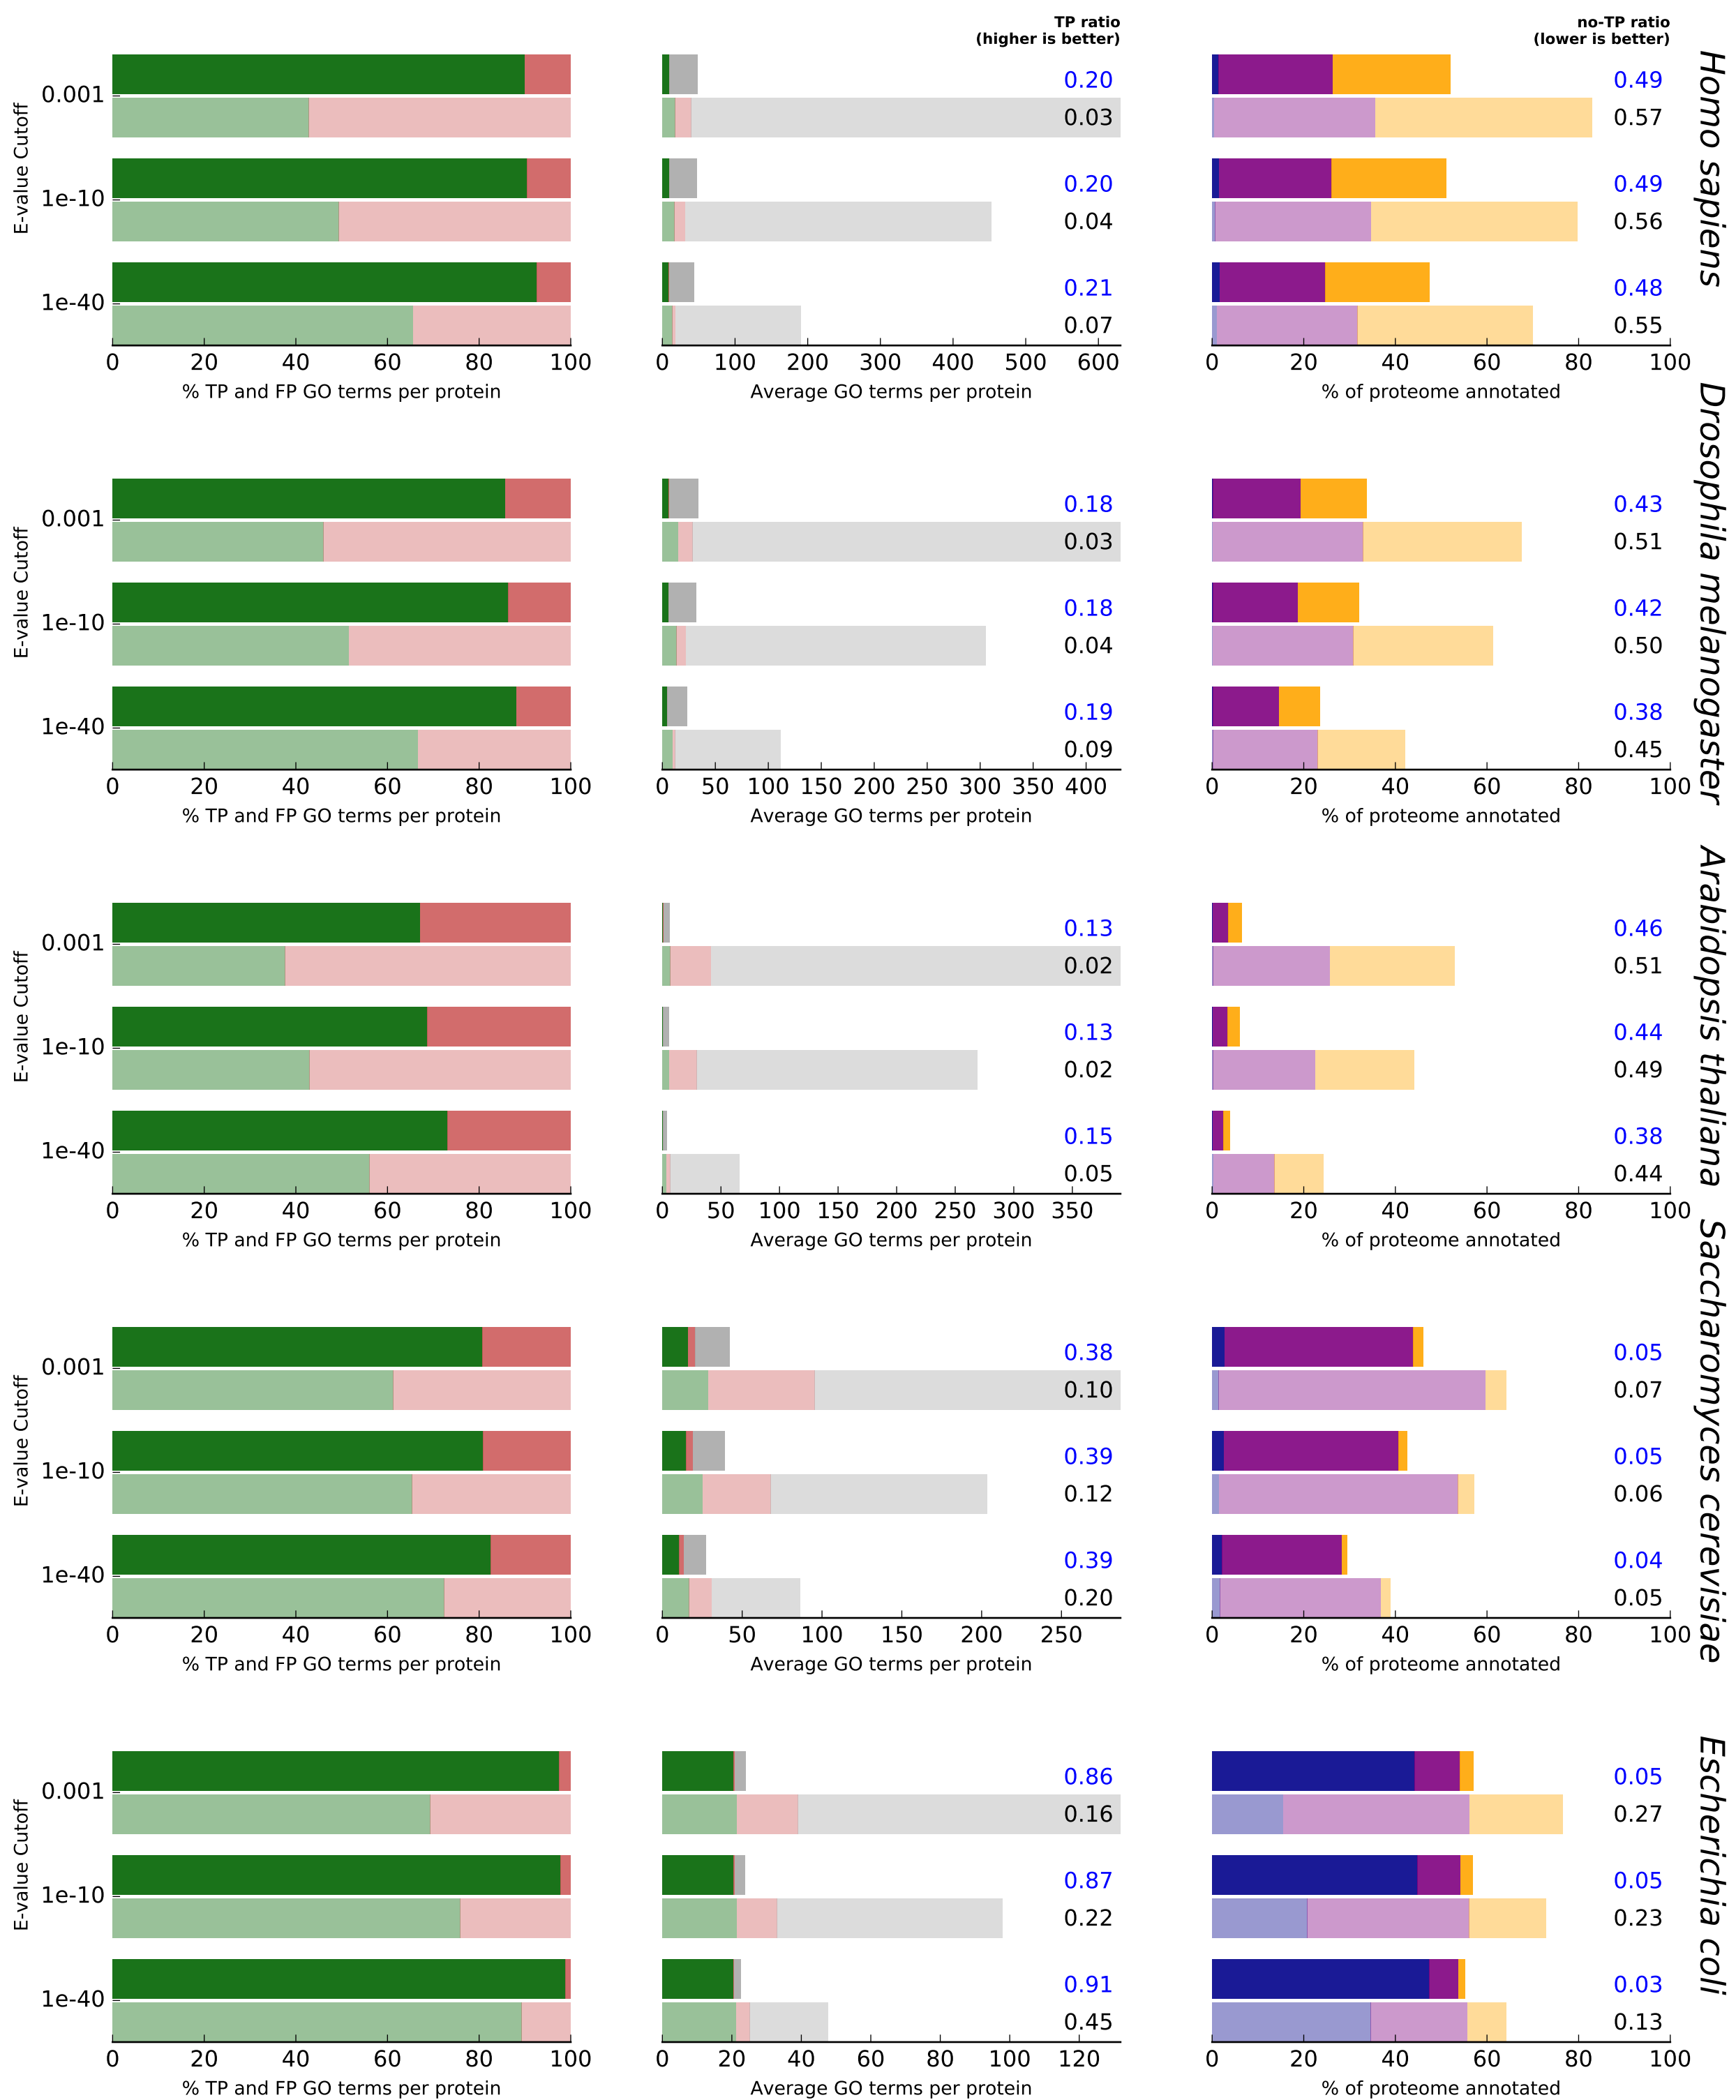 TP ratio
(higher is better)
no-TP ratio
(lower is better)
Homo sapiens
E-value Cutoff
0.001
0.20
0.49
0.03
0.57
1e-10
0.20
0.49
0.04
0.56
1e-40
0.21
0.48
0.07
0.55
0 20 40 60 80 100
0 100 200 300 400 500 600
0 20 40 60 80 100
% TP and FP GO terms per protein
Average GO terms per protein
% of proteome annotated
Drosophila melanogaster
E-value Cutoff
0.001
0.18
0.43
0.03
0.51
1e-10
0.18
0.42
0.04
0.50
1e-40
0.19
0.38
0.09
0.45
0 20 40 60 80 100
0 50 100 150 200 250 300 350 400
0 20 40 60 80 100
% TP and FP GO terms per protein
Average GO terms per protein
% of proteome annotated
Arabidopsis thaliana
E-value Cutoff
0.001
0.13
0.46
0.02
0.51
1e-10
0.13
0.44
0.02
0.49
1e-40
0.15
0.38
0.05
0.44
0 20 40 60 80 100
0 50 100 150 200 250 300 350
0 20 40 60 80 100
% TP and FP GO terms per protein
Average GO terms per protein
% of proteome annotated
Saccharomyces cerevisiae
E-value Cutoff
0.001
0.38
0.05
0.10
0.07
1e-10
0.39
0.05
0.12
0.06
1e-40
0.39
0.04
0.20
0.05
0 20 40 60 80 100
0 50 100 150 200 250
0 20 40 60 80 100
% TP and FP GO terms per protein
Average GO terms per protein
% of proteome annotated
Escherichia coli
E-value Cutoff
0.001
0.86
0.05
0.16
0.27
1e-10
0.87
0.05
0.22
0.23
1e-40
0.91
0.03
0.45
0.13
0 20 40 60 80 100
0 20 40 60 80 100 120
0 20 40 60 80 100
% TP and FP GO terms per protein
Average GO terms per protein
% of proteome annotated